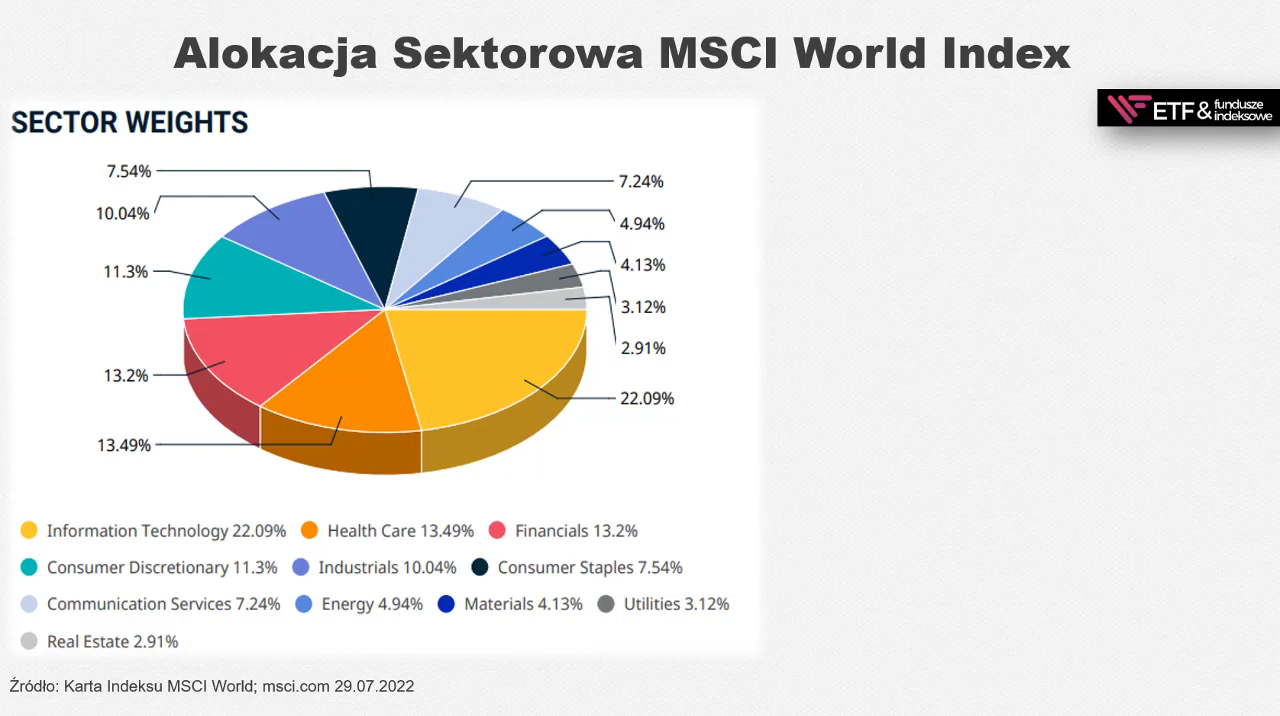 Alokacja Sektorowa MSCI World Index
ETF & fundusze indeksowe
SECTOR WEIGHTS
7.54%
7.24%
10.04%
4.94%
11.3%
4.13%
3.12%
2.91%
13.2%
22.09%
13.49%
Information Technology 22.09% Health Care 13.49% Financials 13.2%
Consumer Discretionary 11.3% Industrials 10.04% Consumer Staples 7.54%
Communication Services 7.24% Energy 4.94% Materials 4.13% Utilities 3.12%
Real Estate 2.91%
Źródło: Karta Indeksu MSCI World; msci.com 29.07.2022